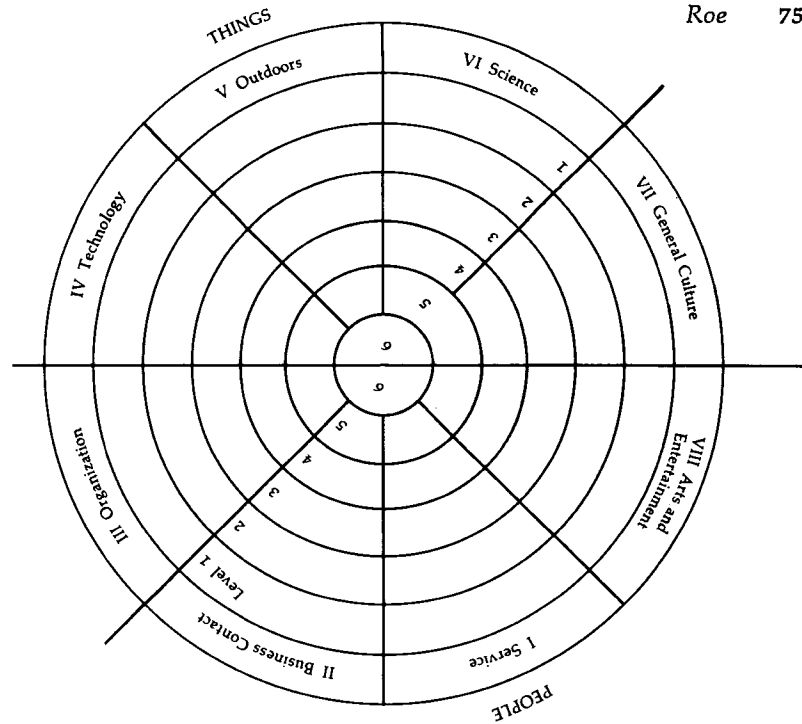 Roe 75
THINGS
V Outdoors
VI Science
IV Technology
VII General Culture
1
2
3
4
5
6
6
5
4
3
2
Level 1
III Organization
VIII Arts and
Entertainment
II Business Contact
I Service
PEOPLE